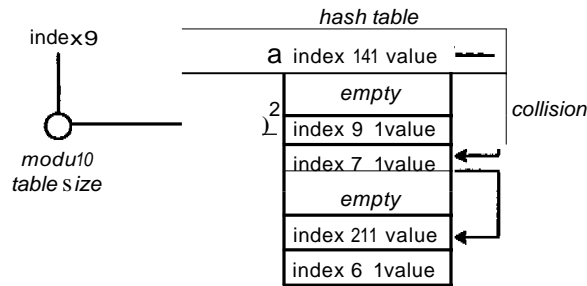 hash table
index9
a index 141 value
empty
2
) index 9 1value
collision
index 7 1value
modu10
table size
empty
index 211 value
index 6 1value